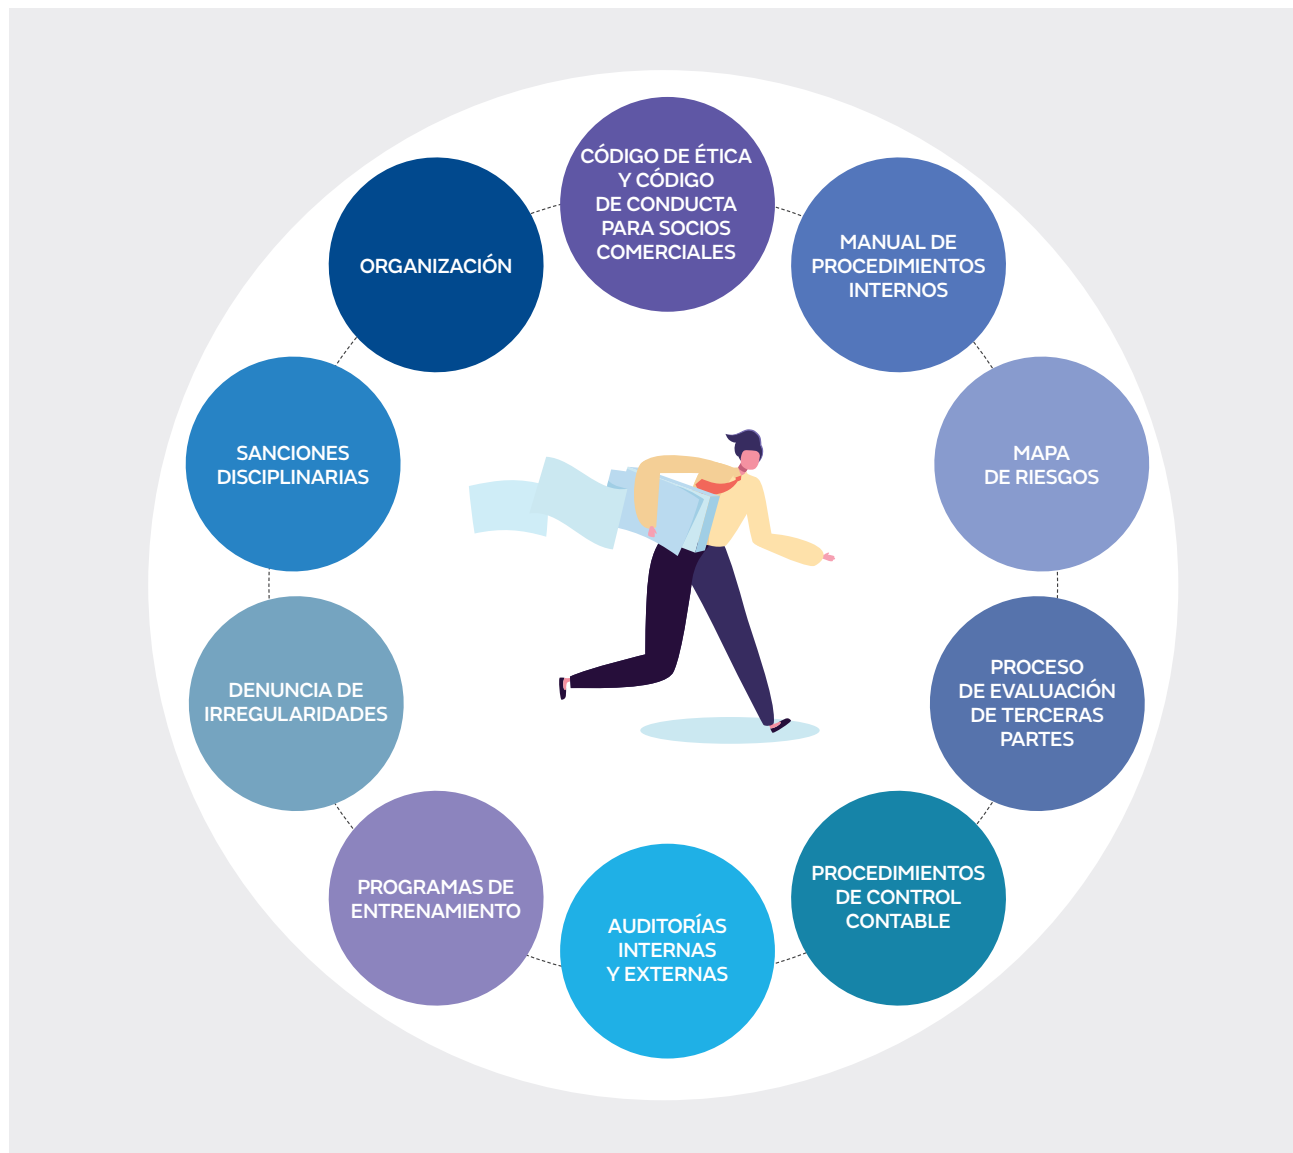 CÓDIGO DE ÉTICA
Y CÓDIGO
DE CONDUCTA
PARA SOCIOS
COMERCIALES
MANUAL DE
PROCEDIMIENTOS
INTERNOS
MAPA
DE RIESGOS
PROCESO
DE EVALUACIÓN
DE TERCERAS
PARTES
PROCEDIMIENTOS
DE CONTROL
CONTABLE
AUDITORÍAS
INTERNAS
Y EXTERNAS
PROGRAMAS DE
ENTRENAMIENTO
DENUNCIA DE
IRREGULARIDADES
SANCIONES
DISCIPLINARIAS
ORGANIZACIÓN